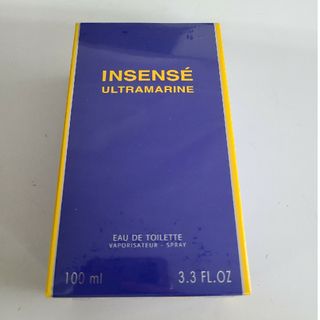 INSENSÉ
ULTRAMARINE
EAU DE TOILETTE
VAPORISATEUR - SPRAY
100 ml 3.3 FL.OZ